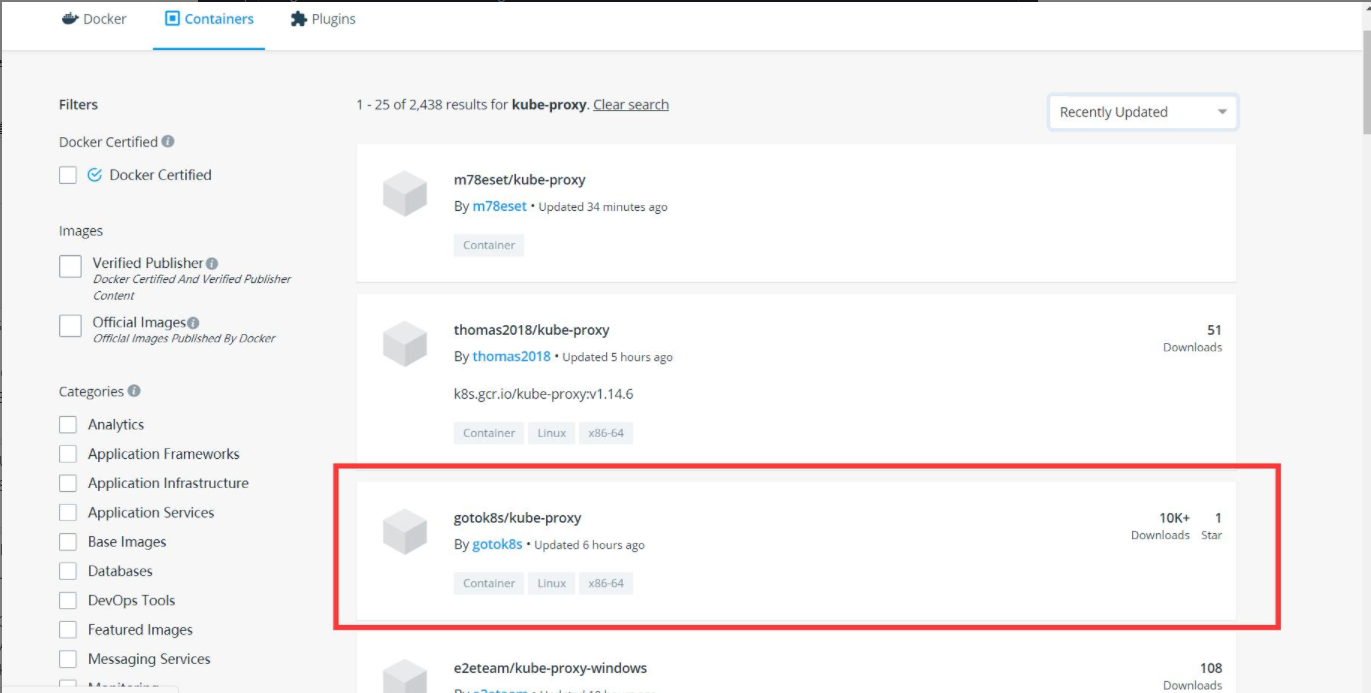 Docker
Containers
Plugins
Filters
1 - 25 of 2,438 results for kube-proxy. Clear search
Recently Updated
Docker Certified
Docker Certified
Images
Verified Publisher
Docker Certified And Verified Publisher
Content
Official Images
Official Images Published By Docker
Categories
Analytics
Application Frameworks
Application Infrastructure
Application Services
Base Images
Databases
DevOps Tools
Featured Images
Messaging Services
m78eset/kube-proxy
By m78eset • Updated 34 minutes ago
Container
thomas2018/kube-proxy
51
By thomas2018 • Updated 5 hours ago
Downloads
k8s.gcr.io/kube-proxy:v1.14.6
Container Linux x86-64
gotok8s/kube-proxy
10K+ 1
By gotok8s • Updated 6 hours ago
Downloads Star
Container Linux x86-64
e2eteam/kube-proxy-windows
108
Downloads